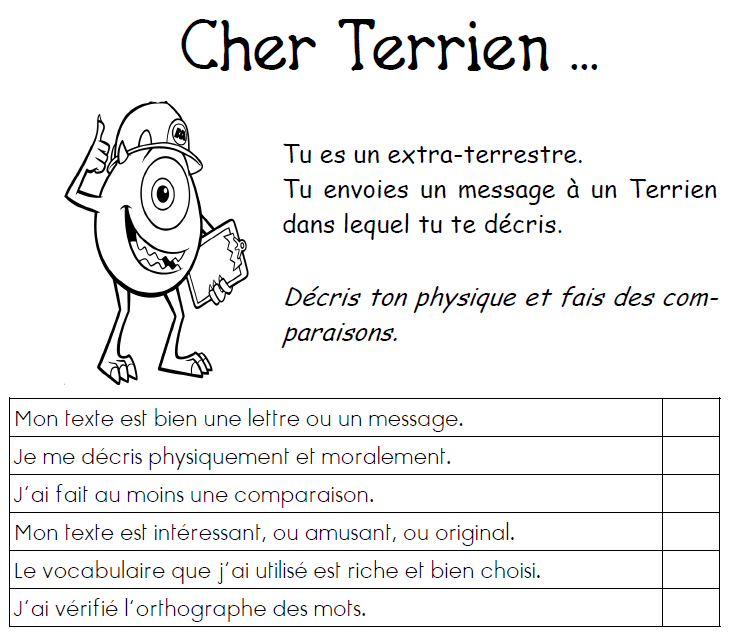 Cher Terrien ...
Tu es un extra-terrestre.
Tu envoies un message à un Terrien
dans lequel tu te décris.
Décris ton physique et fais des com-
paraisons.
Mon texte est bien une lettre ou un message.
Je me décris physiquement et moralement.
J'ai fait au moins une comparaison.
Mon texte est intéressant, ou amusant, ou original.
Le vocabulaire que j'ai utilisé est riche et bien choisi.
J'ai vérifié l'orthographe des mots.